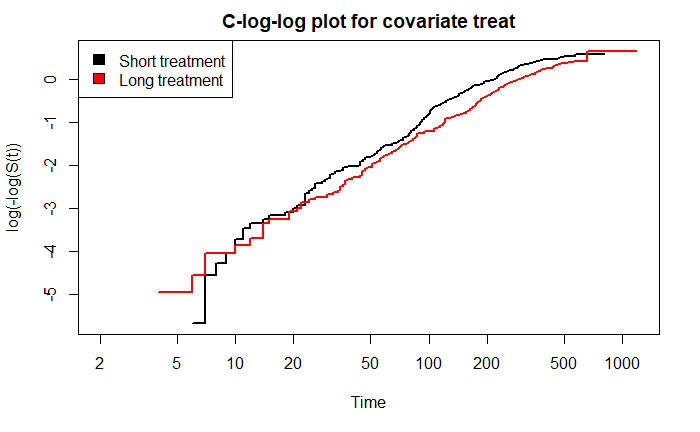 C-log-log plot for covariate treat
Short treatment
Long treatment
log(-log(S(t))
0
-1
-2
-3
-4
-5
2 5 10 20 50 100 200 500 1000
Time